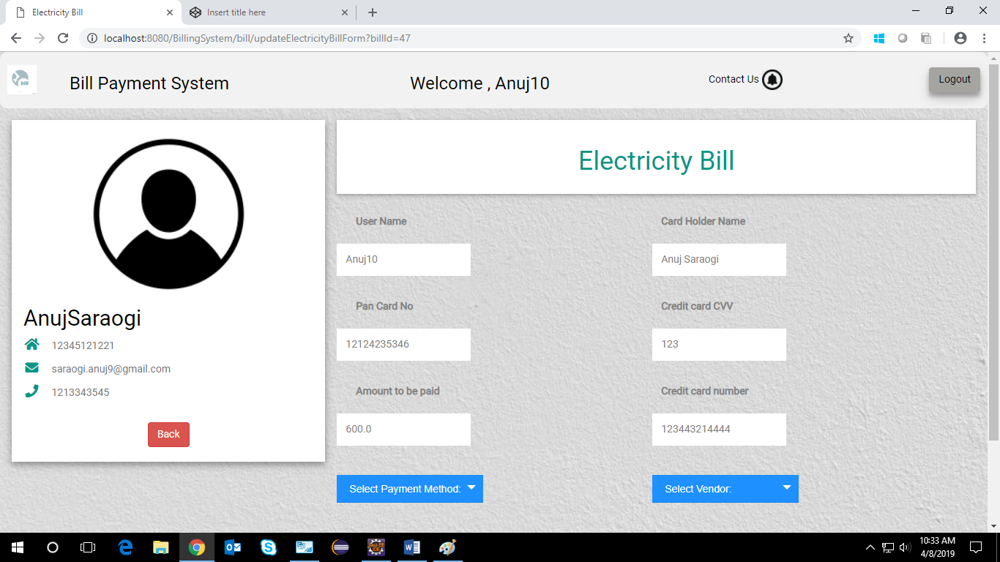 Electricity Bill
Insert title here
localhost:8080/BillingSystem/bill/updateElectricityBillForm?billId=47
bill
Bill Payment System
Welcome , Anuj10
Contact Us
Logout
AnujSaraogi
12345121221
saraogi.anuj9@gmail.com
1213343545
Back
Electricity Bill
User Name
Card Holder Name
Anuj10
Anuj Saraogi
Pan Card No
Credit card CVV
12124235346
123
Amount to be paid
Credit card number
600.0
123443214444
Select Payment Method:
Select Vendor:
10:33 AM
4/8/2019